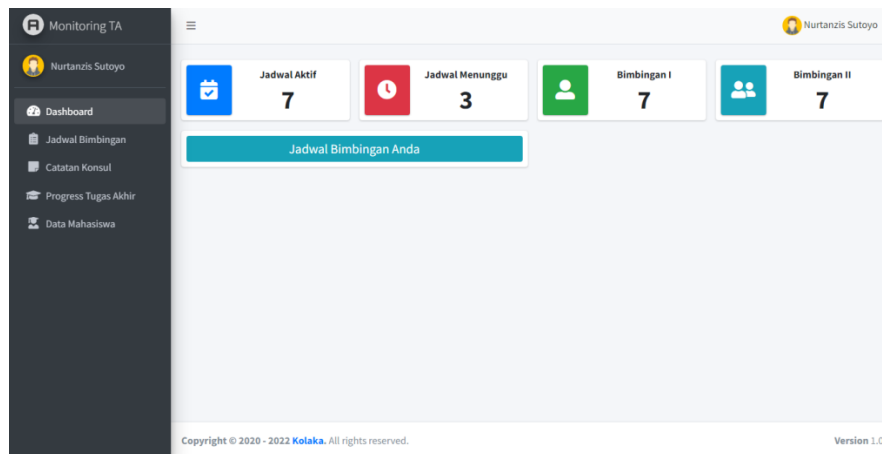 Monitoring TA
Nurtanzis Sutoyo
Nurtanzis Sutoyo
Dashboard
Jadwal Bimbingan
Catatan Konsul
Progress Tugas Akhir
Data Mahasiswa
Jadwal Aktif
7
Jadwal Menunggu
3
Bimbingan I
7
Bimbingan II
7
Jadwal Bimbingan Anda
Copyright © 2020 - 2022 Kolaka. All rights reserved.
Version 1.0